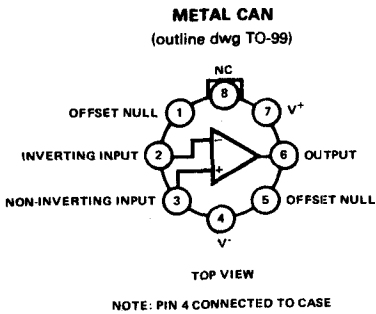 METAL CAN
(outline dwg TO-99)
NC
8
OFFSET NULL 1 7 V+
INVERTING INPUT 2 − 6 OUTPUT
+
NON-INVERTING INPUT 3 5 OFFSET NULL
4
V-
TOP VIEW
NOTE: PIN 4 CONNECTED TO CASE